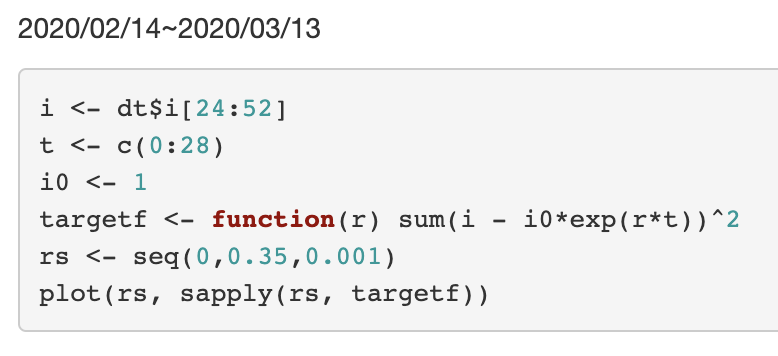 2020/02/14~2020/03/13
i <- dt$i[24:52]
t <- c(0:28)
i0 <- 1
targetf <- function(r) sum(i - i0*exp(r*t))^2
rs <- seq(0,0.35,0.001)
plot(rs, sapply(rs, targetf))